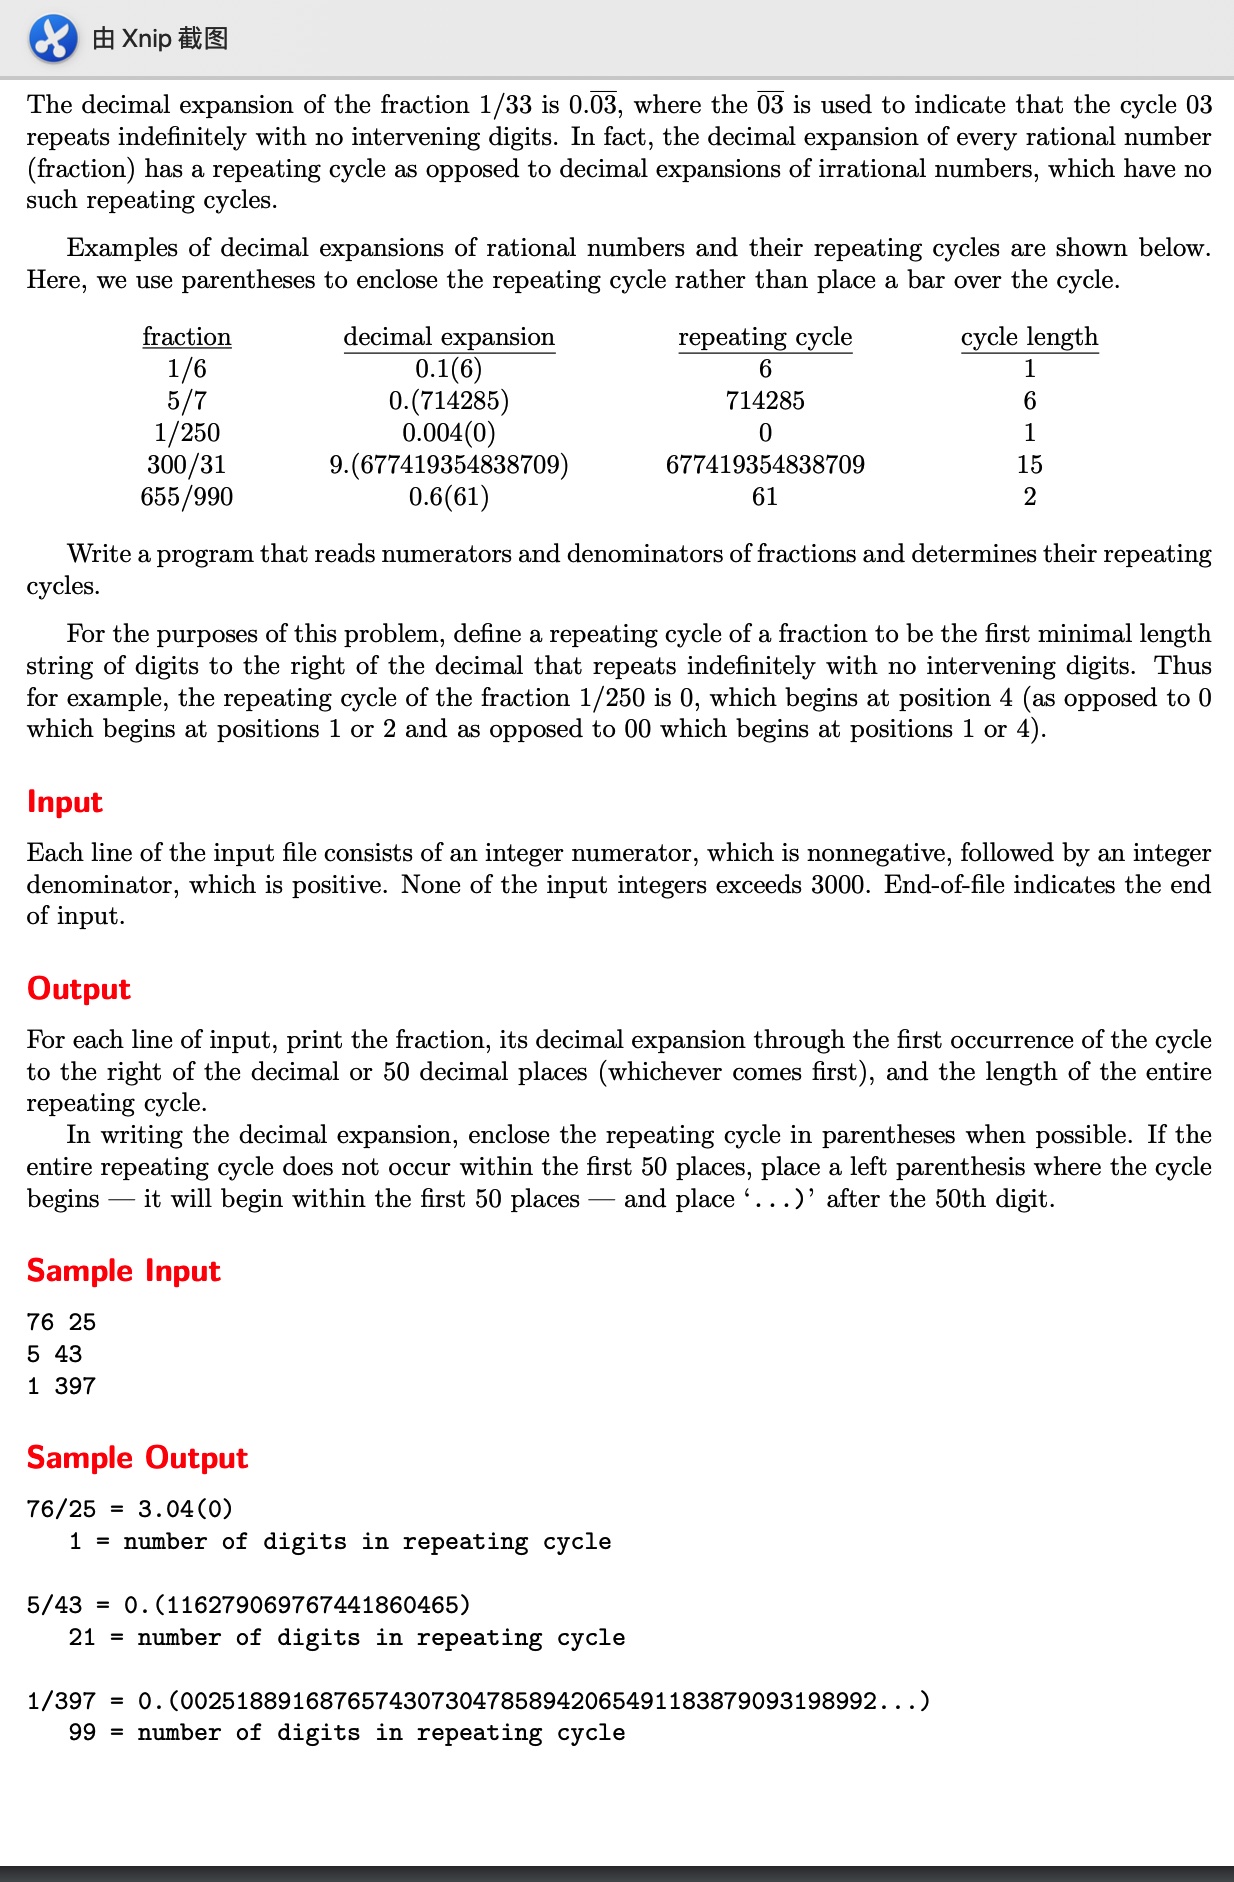 由 Xnip 截图
The decimal expansion of the fraction 1/33 is 0.0̅3̅, where the 0̅3̅ is used to indicate that the cycle 03
repeats indefinitely with no intervening digits. In fact, the decimal expansion of every rational number
(fraction) has a repeating cycle as opposed to decimal expansions of irrational numbers, which have no
such repeating cycles.
Examples of decimal expansions of rational numbers and their repeating cycles are shown below.
Here, we use parentheses to enclose the repeating cycle rather than place a bar over the cycle.
fraction decimal expansion repeating cycle cycle length
1/6 0.1(6) 6 1
5/7 0.(714285) 714285 6
1/250 0.004(0) 0 1
300/31 9.(677419354838709) 677419354838709 15
655/990 0.6(61) 61 2
Write a program that reads numerators and denominators of fractions and determines their repeating
cycles.
For the purposes of this problem, define a repeating cycle of a fraction to be the first minimal length
string of digits to the right of the decimal that repeats indefinitely with no intervening digits. Thus
for example, the repeating cycle of the fraction 1/250 is 0, which begins at position 4 (as opposed to 0
which begins at positions 1 or 2 and as opposed to 00 which begins at positions 1 or 4).
Input
Each line of the input file consists of an integer numerator, which is nonnegative, followed by an integer
denominator, which is positive. None of the input integers exceeds 3000. End-of-file indicates the end
of input.
Output
For each line of input, print the fraction, its decimal expansion through the first occurrence of the cycle
to the right of the decimal or 50 decimal places (whichever comes first), and the length of the entire
repeating cycle.
In writing the decimal expansion, enclose the repeating cycle in parentheses when possible. If the
entire repeating cycle does not occur within the first 50 places, place a left parenthesis where the cycle
begins — it will begin within the first 50 places — and place ‘...)’ after the 50th digit.
Sample Input
76 25
5 43
1 397
Sample Output
76/25 = 3.04(0)
1 = number of digits in repeating cycle
5/43 = 0.(116279069767441860465)
21 = number of digits in repeating cycle
1/397 = 0.(00251889168765743073047858942065491183879093198992...)
99 = number of digits in repeating cycle